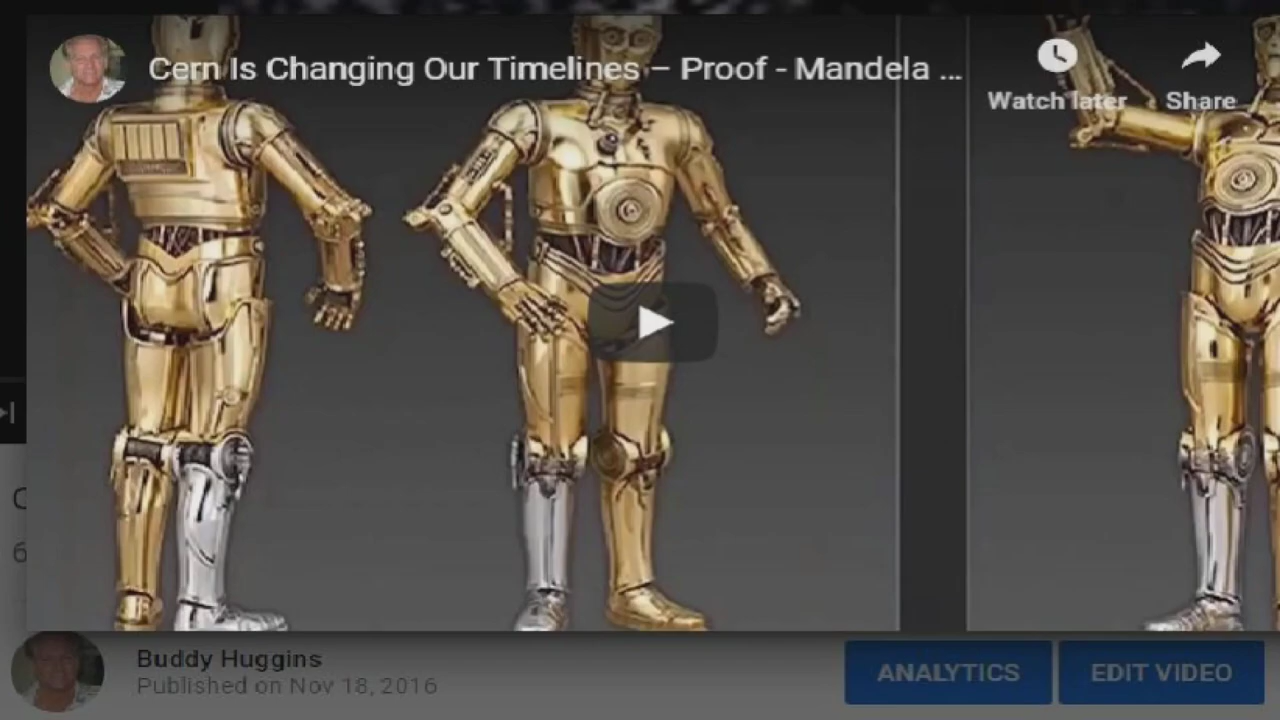 Cern Is Changing Our Timelines – Proof - Mandela ...
Watch later
Share
Buddy Huggins
Published on Nov 18, 2016
ANALYTICS
EDIT VIDEO